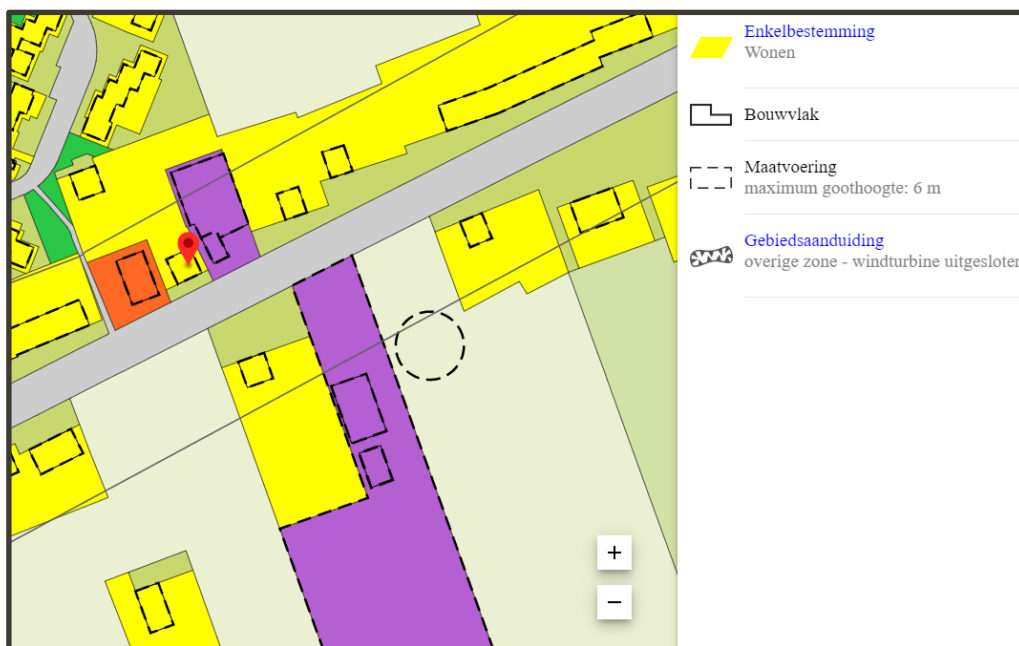 Enkelbestemming
Wonen
Bouwvlak
Maatvoering
maximum goothoogte: 6 m
Gebiedsaanduiding
overige zone - windturbine uitgesloten
+
−